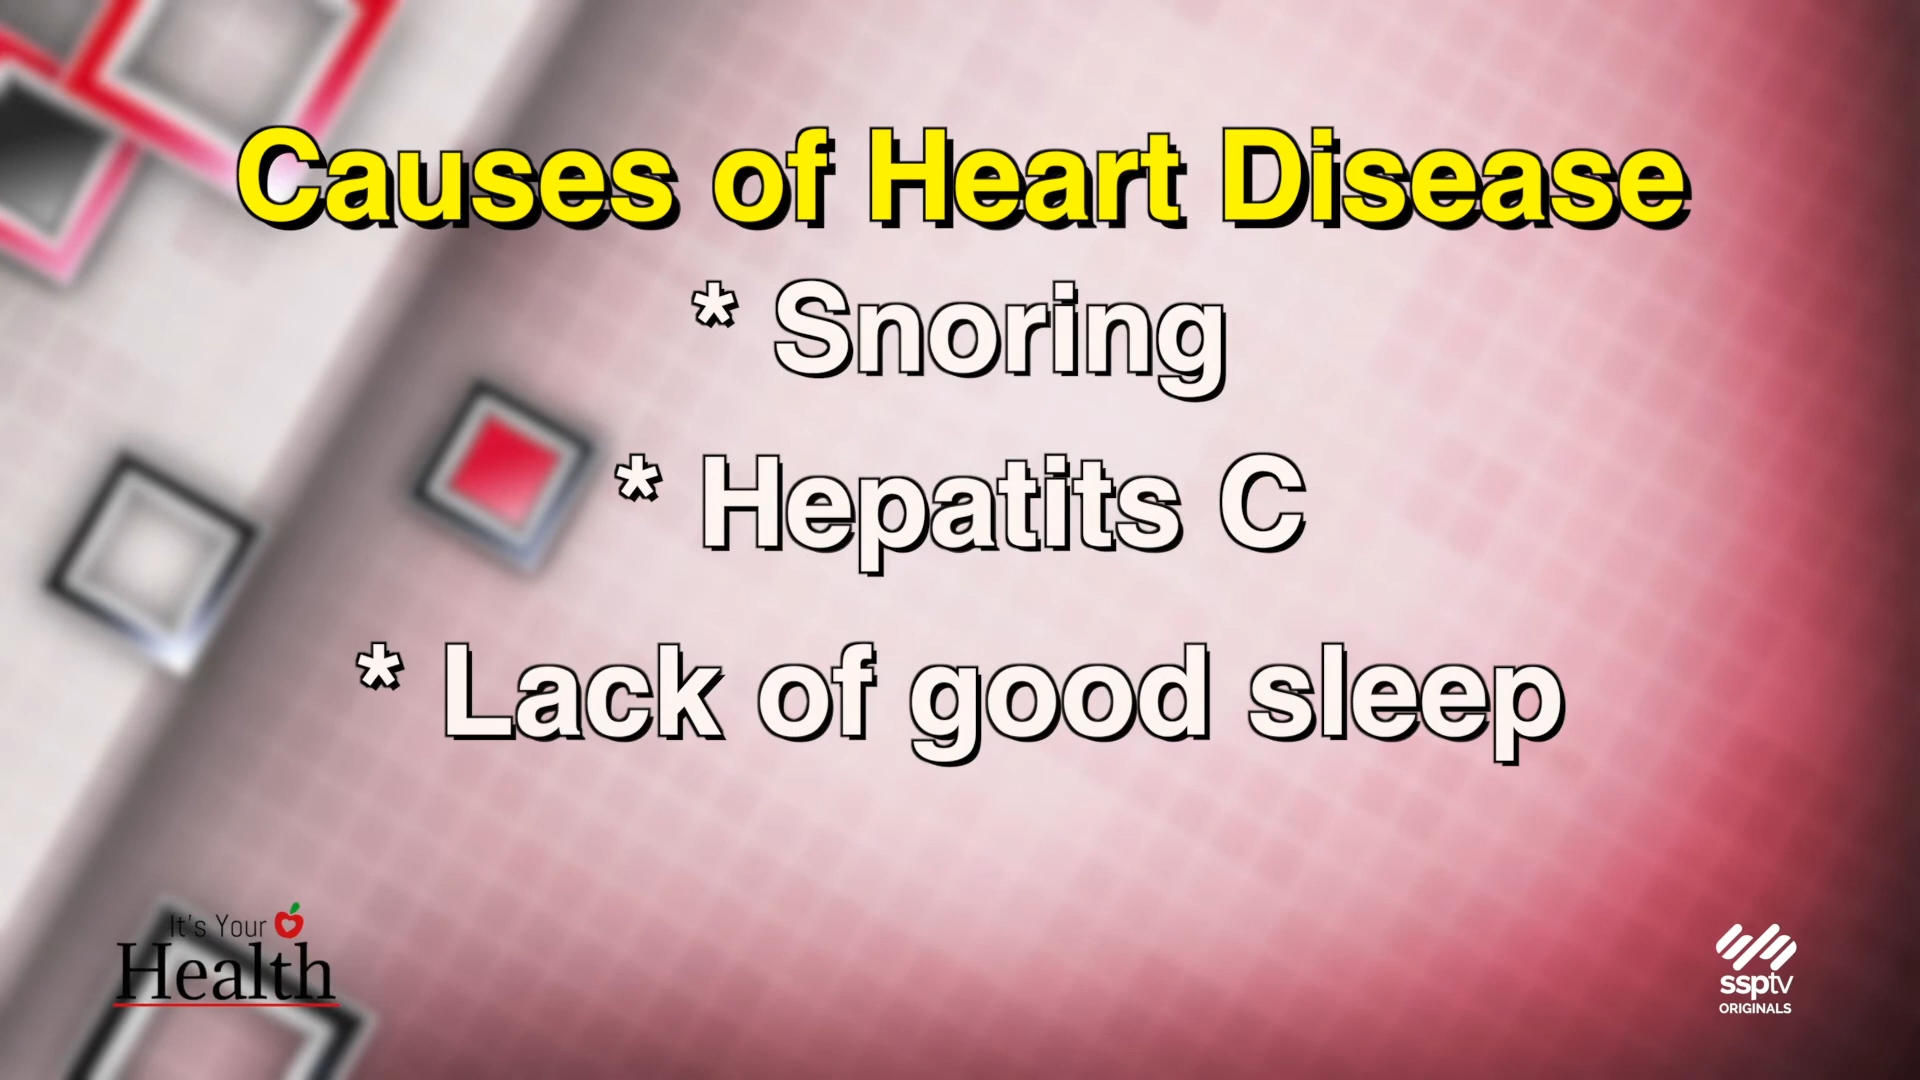 Causes of Heart Disease
* Snoring
* Hepatits C
* Lack of good sleep
It's Your
Health
ssptv
ORIGINALS